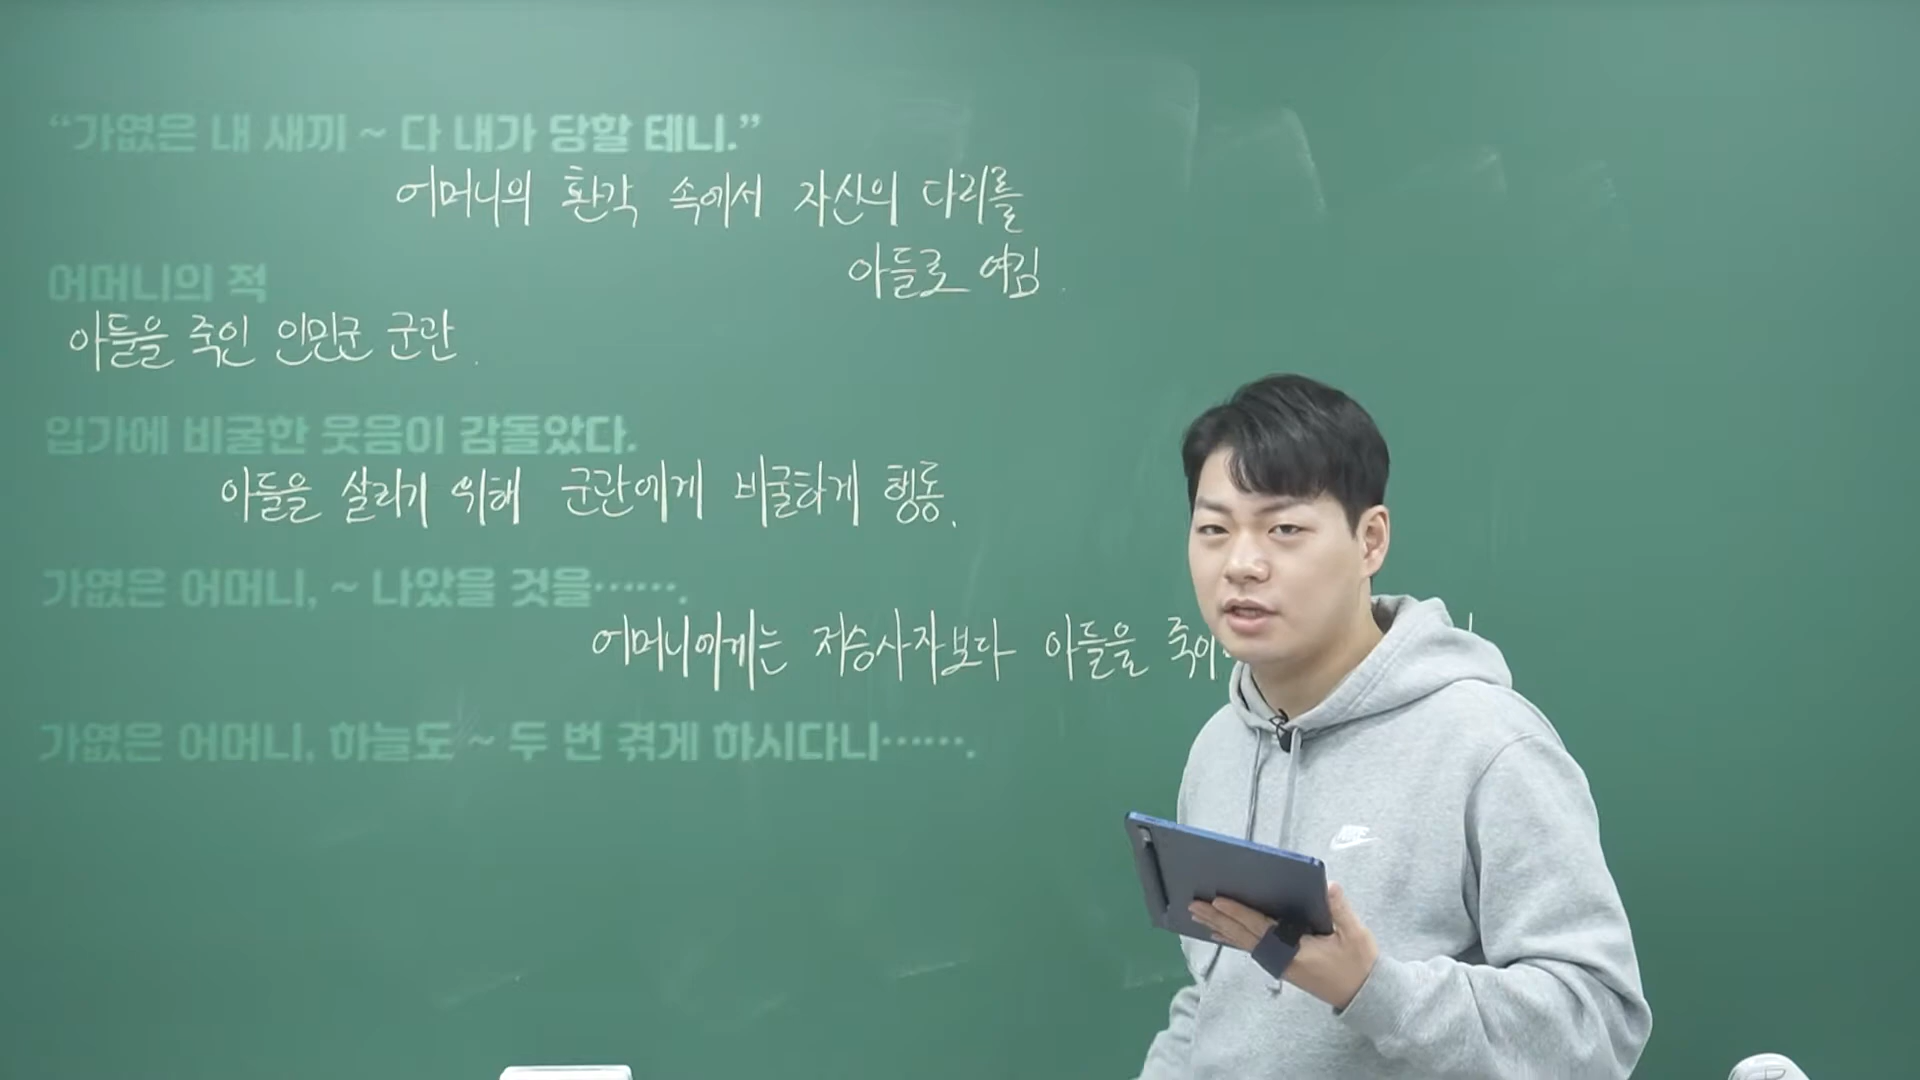 “가엾은 내 새끼 ~ 다 내가 당할 테니.”
어머니의 환각 속에서 자신의 다리를
아들로 여김.
어머니의 적
아들을 죽인 인민군 군관.
입가에 비굴한 웃음이 감돌았다.
아들을 살리기 위해 군관에게 비굴하게 행동.
가엾은 어머니, ~ 나았을 것을…….
어머니에게는 저승사자보다 아들을
가엾은 어머니, 하늘도 ~ 두 번 겪게 하시다니…….